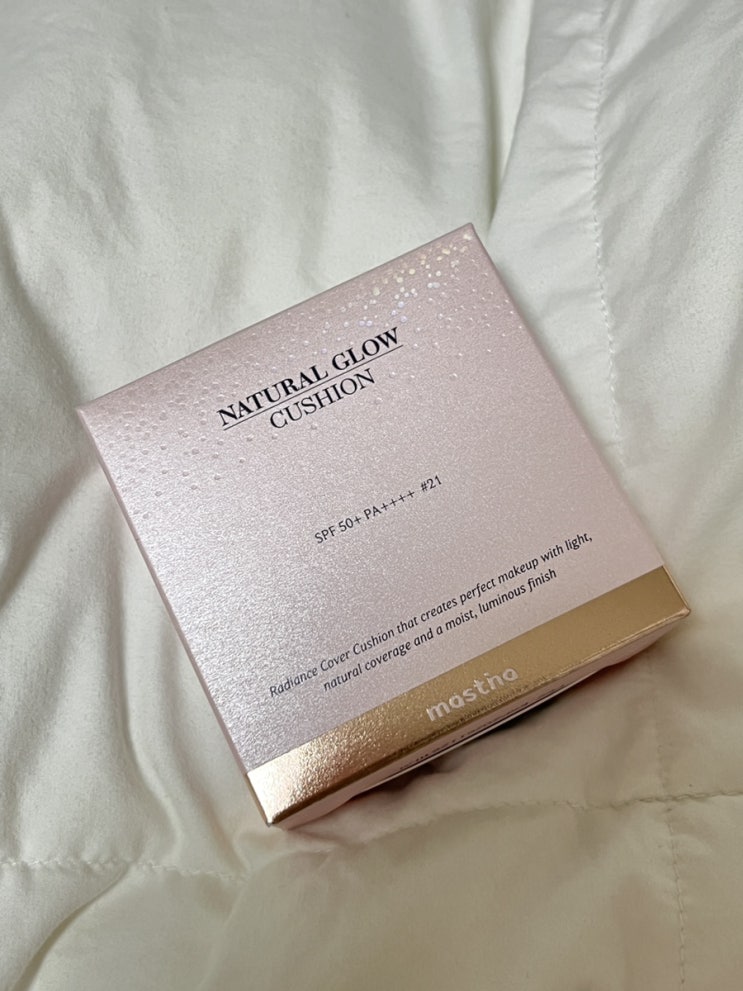 NATURAL GLOW
CUSHION
SPF 50+ PA++++ #21
Radiance Cover Cushion that creates perfect makeup with light,
natural coverage and a moist, luminous finish
mostno